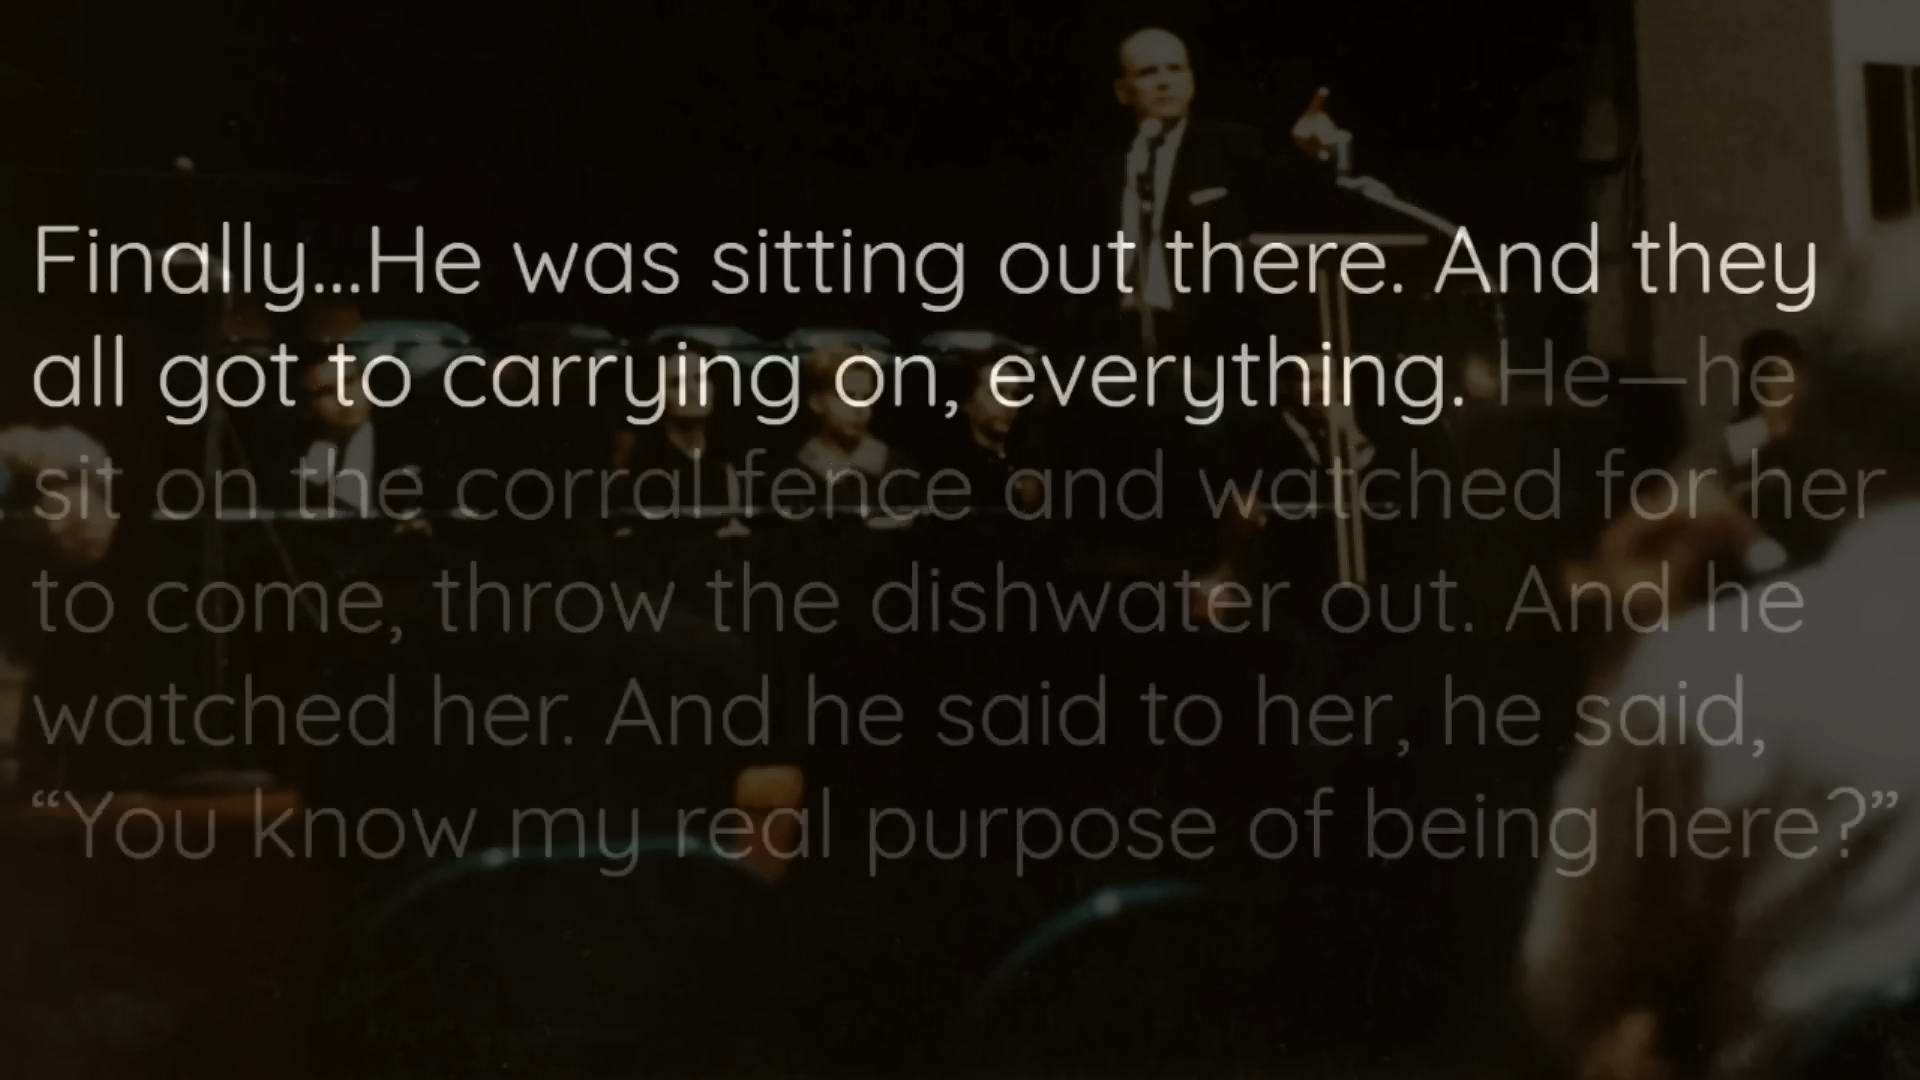 Finally...He was sitting out there. And they
all got to carrying on, everything. He—he
sit on the corral fence and watched for her
to come, throw the dishwater out. And he
watched her. And he said to her, he said,
“You know my real purpose of being here?”